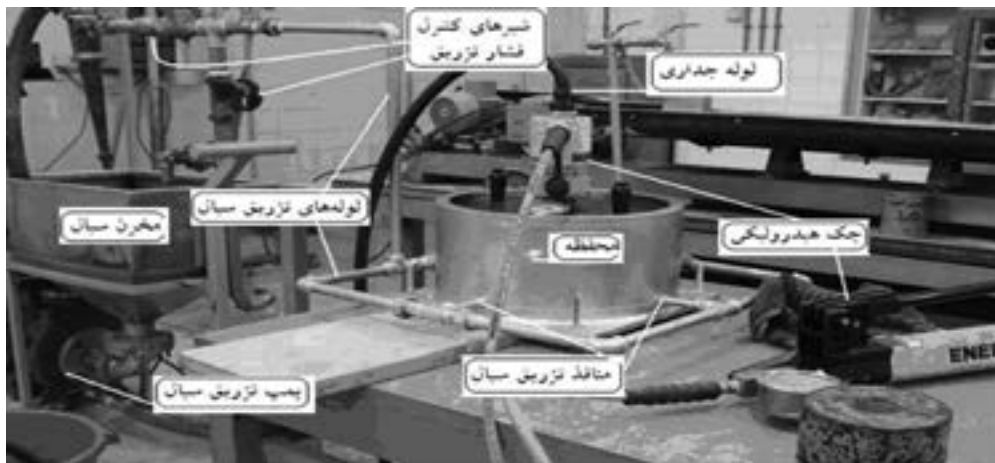 شیرهای کنترل
فشار تزریق
لوله جداری
لوله‌های تزریق سیال
مخزن سیال
محفظه
جک هیدرولیکی
منافذ تزریق سیال
پمپ تزریق سیال
ENER